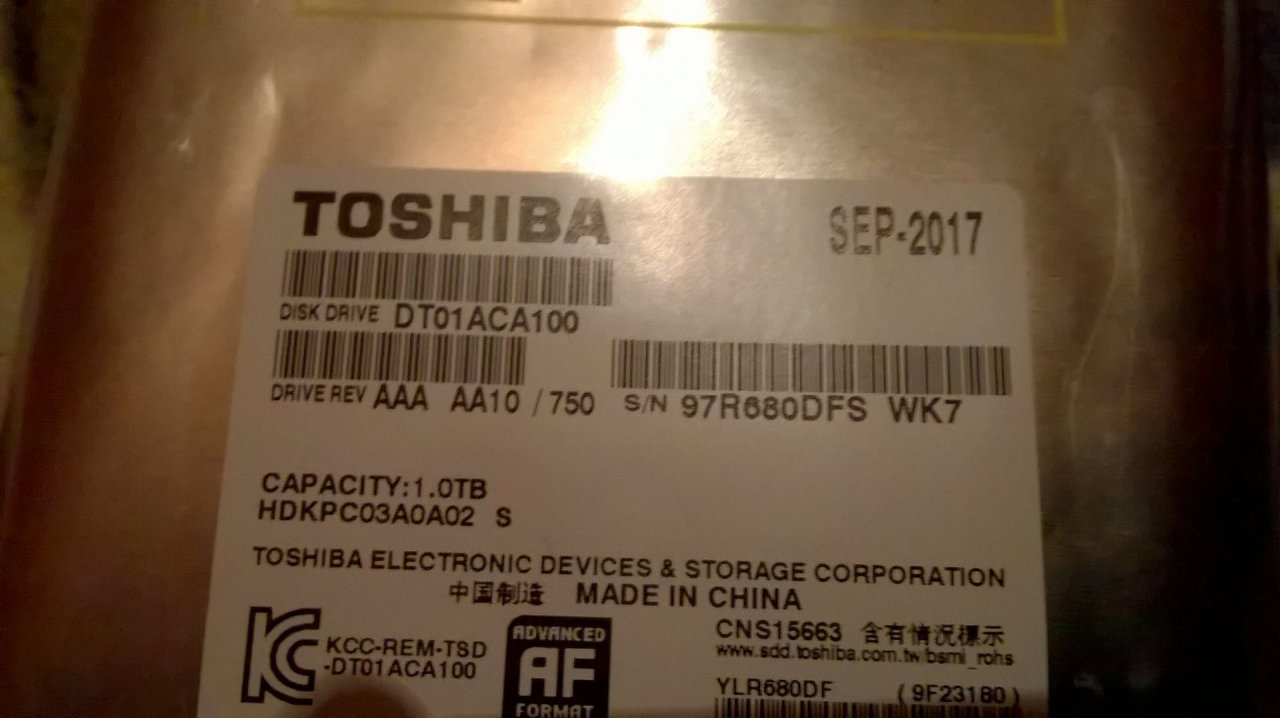 TOSHIBA
SEP-2017
DISK DRIVE DT01ACA100
DRIVE REV AAA AA10 / 750
S/N 97R680DFS WK7
CAPACITY:1.0TB
HDKPC03A0A02 S
TOSHIBA ELECTRONIC DEVICES & STORAGE CORPORATION
中国制造 MADE IN CHINA
KCC-REM-TSD
-DT01ACA100
ADVANCED
AF
FORMAT
CNS15663 含有情況標示
www.sdd.toshiba.com.tw/bsmi_rohs
YLR680DF (9F23180)